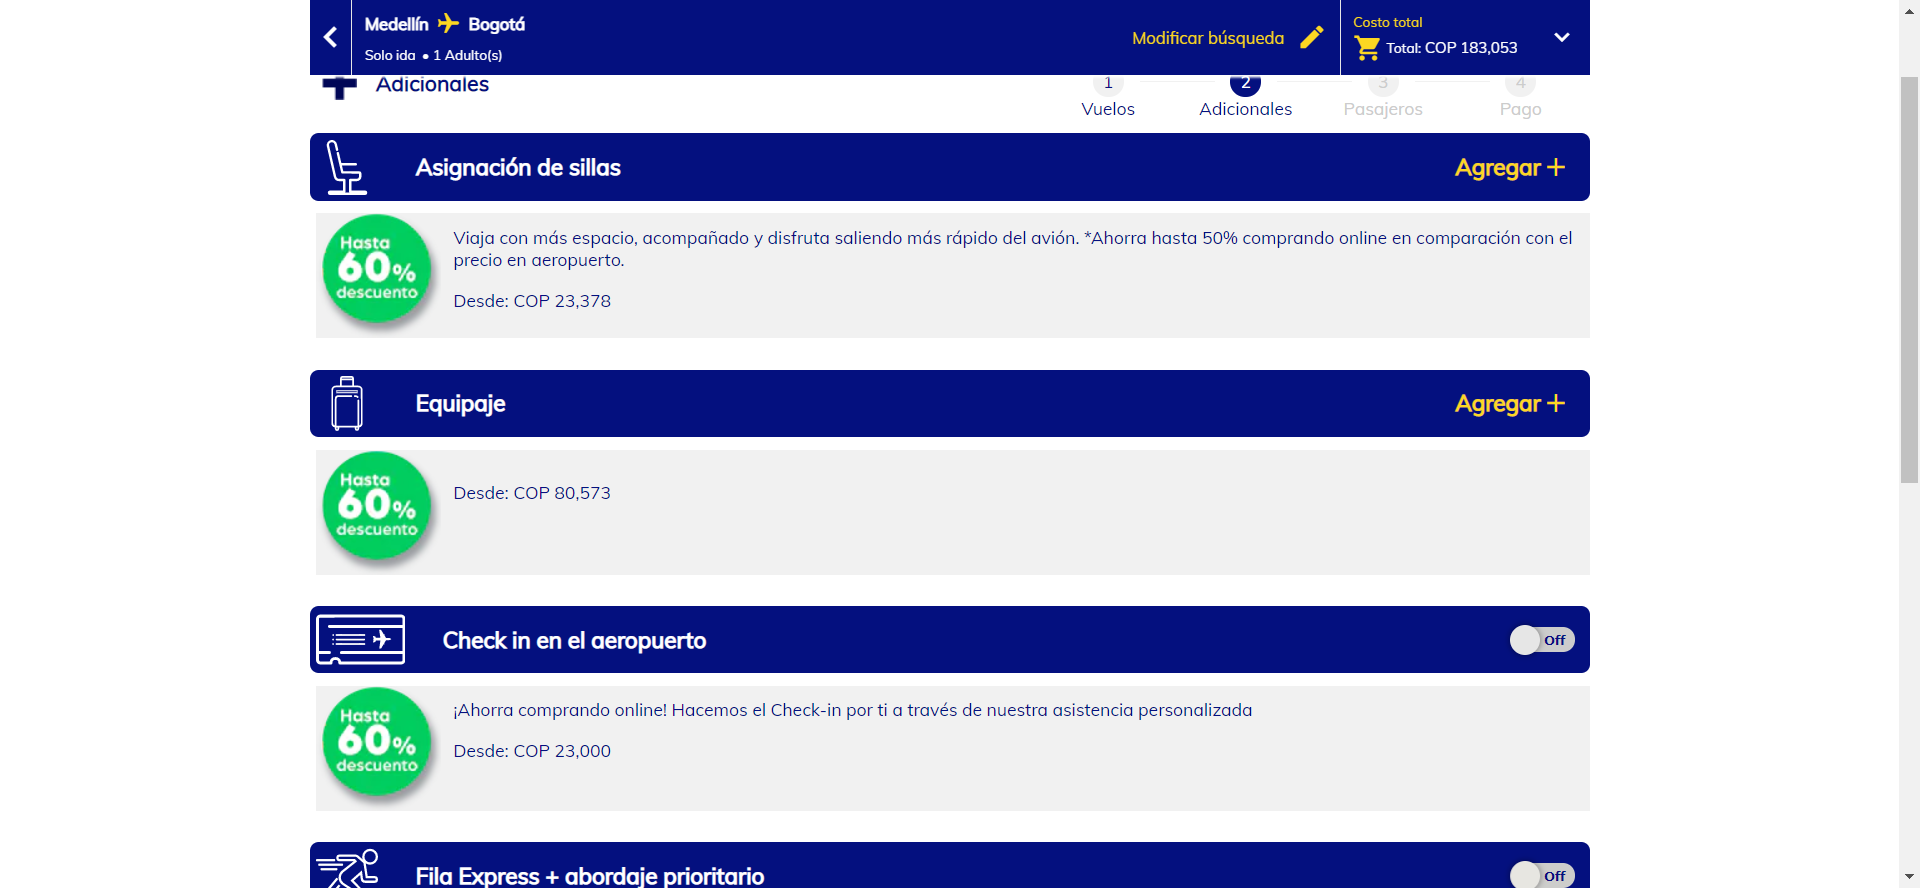 Medellín Bogotá
Solo ida • 1 Adulto(s)
Modificar búsqueda
Costo total
Total: COP 183,053
Adicionales
1 2 3 4
Vuelos Adicionales Pasajeros Pago
Asignación de sillas
Agregar +
Hasta
60%
descuento
Viaja con más espacio, acompañado y disfruta saliendo más rápido del avión. *Ahorra hasta 50% comprando online en comparación con el
precio en aeropuerto.
Desde: COP 23,378
Equipaje
Agregar +
Hasta
60%
descuento
Desde: COP 80,573
Check in en el aeropuerto
Off
Hasta
60%
descuento
¡Ahorra comprando online! Hacemos el Check-in por ti a través de nuestra asistencia personalizada
Desde: COP 23,000
Fila Express + abordaje prioritario
Off